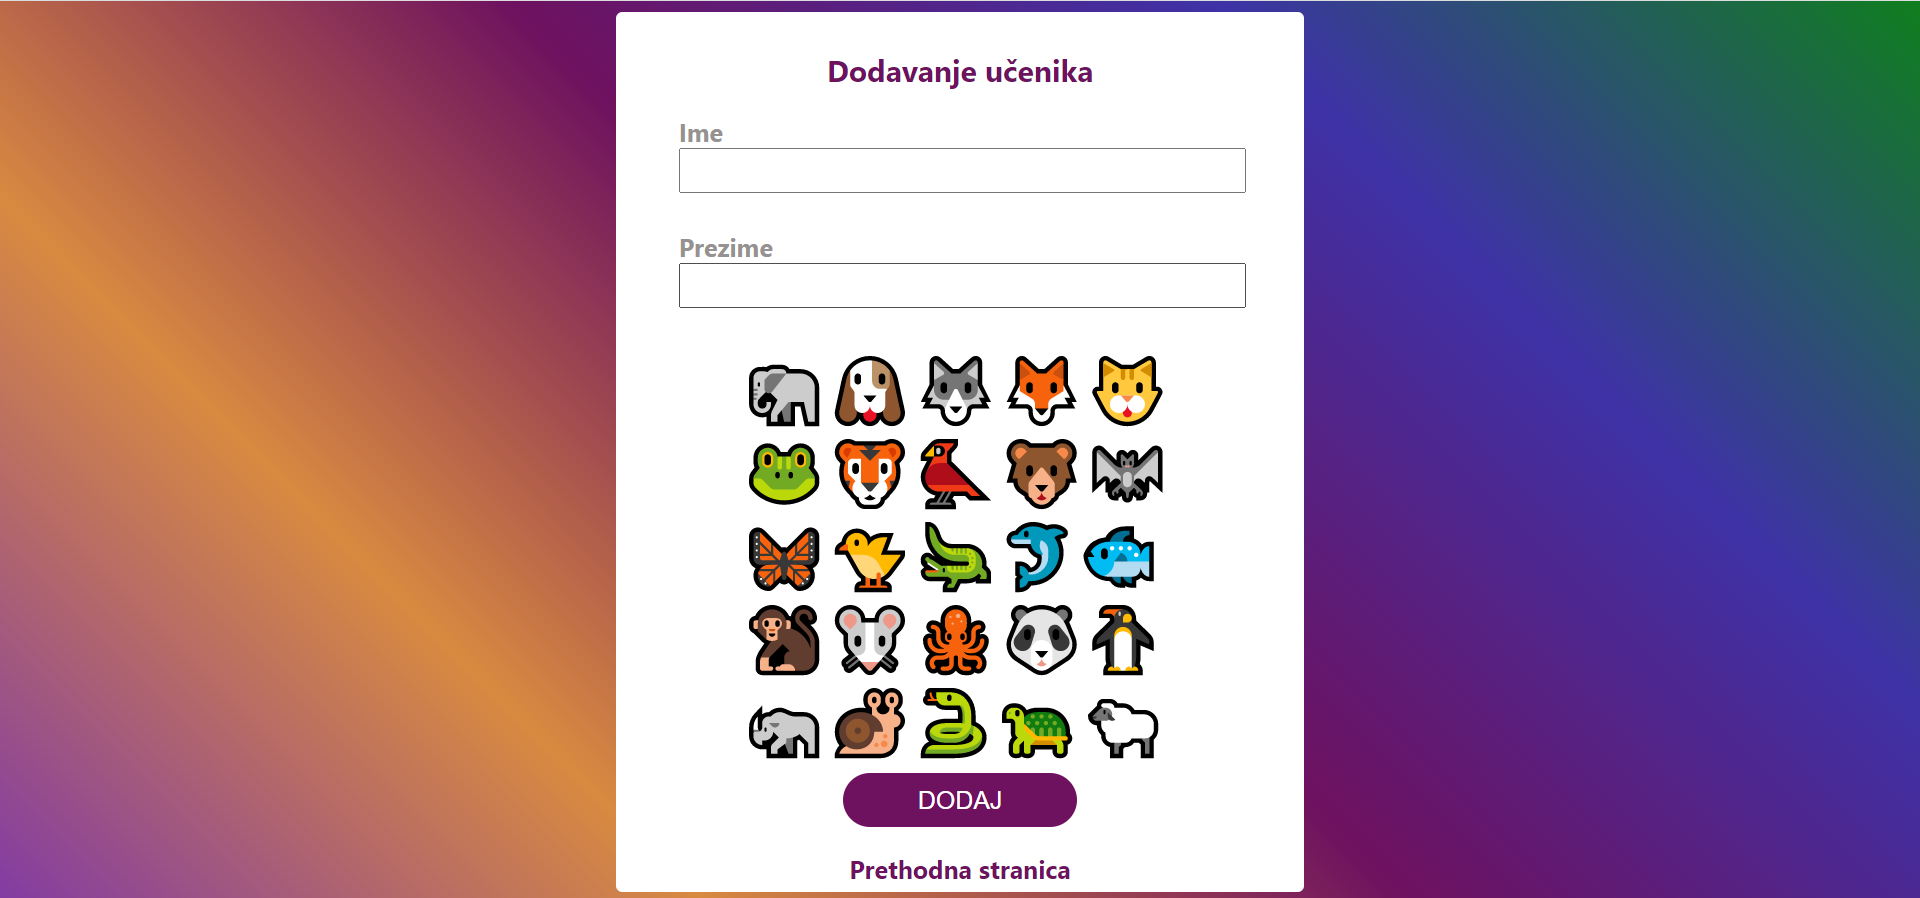 Dodavanje učenika
Ime
Prezime
DODAJ
Prethodna stranica